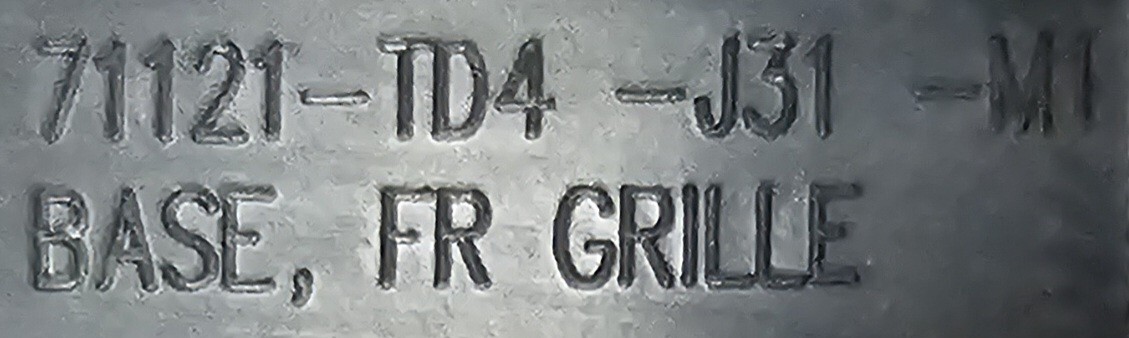 71121-TD4-J31-M1
BASE, FR GRILLE